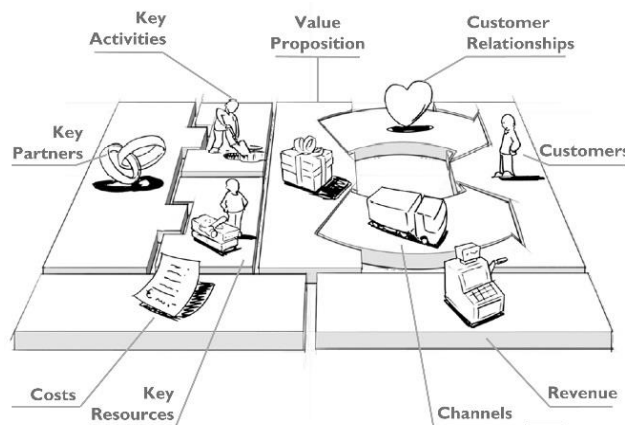 Key
Activities
Value
Proposition
Customer
Relationships
Key
Partners
Customers
Costs
Key
Resources
Channels
Revenue